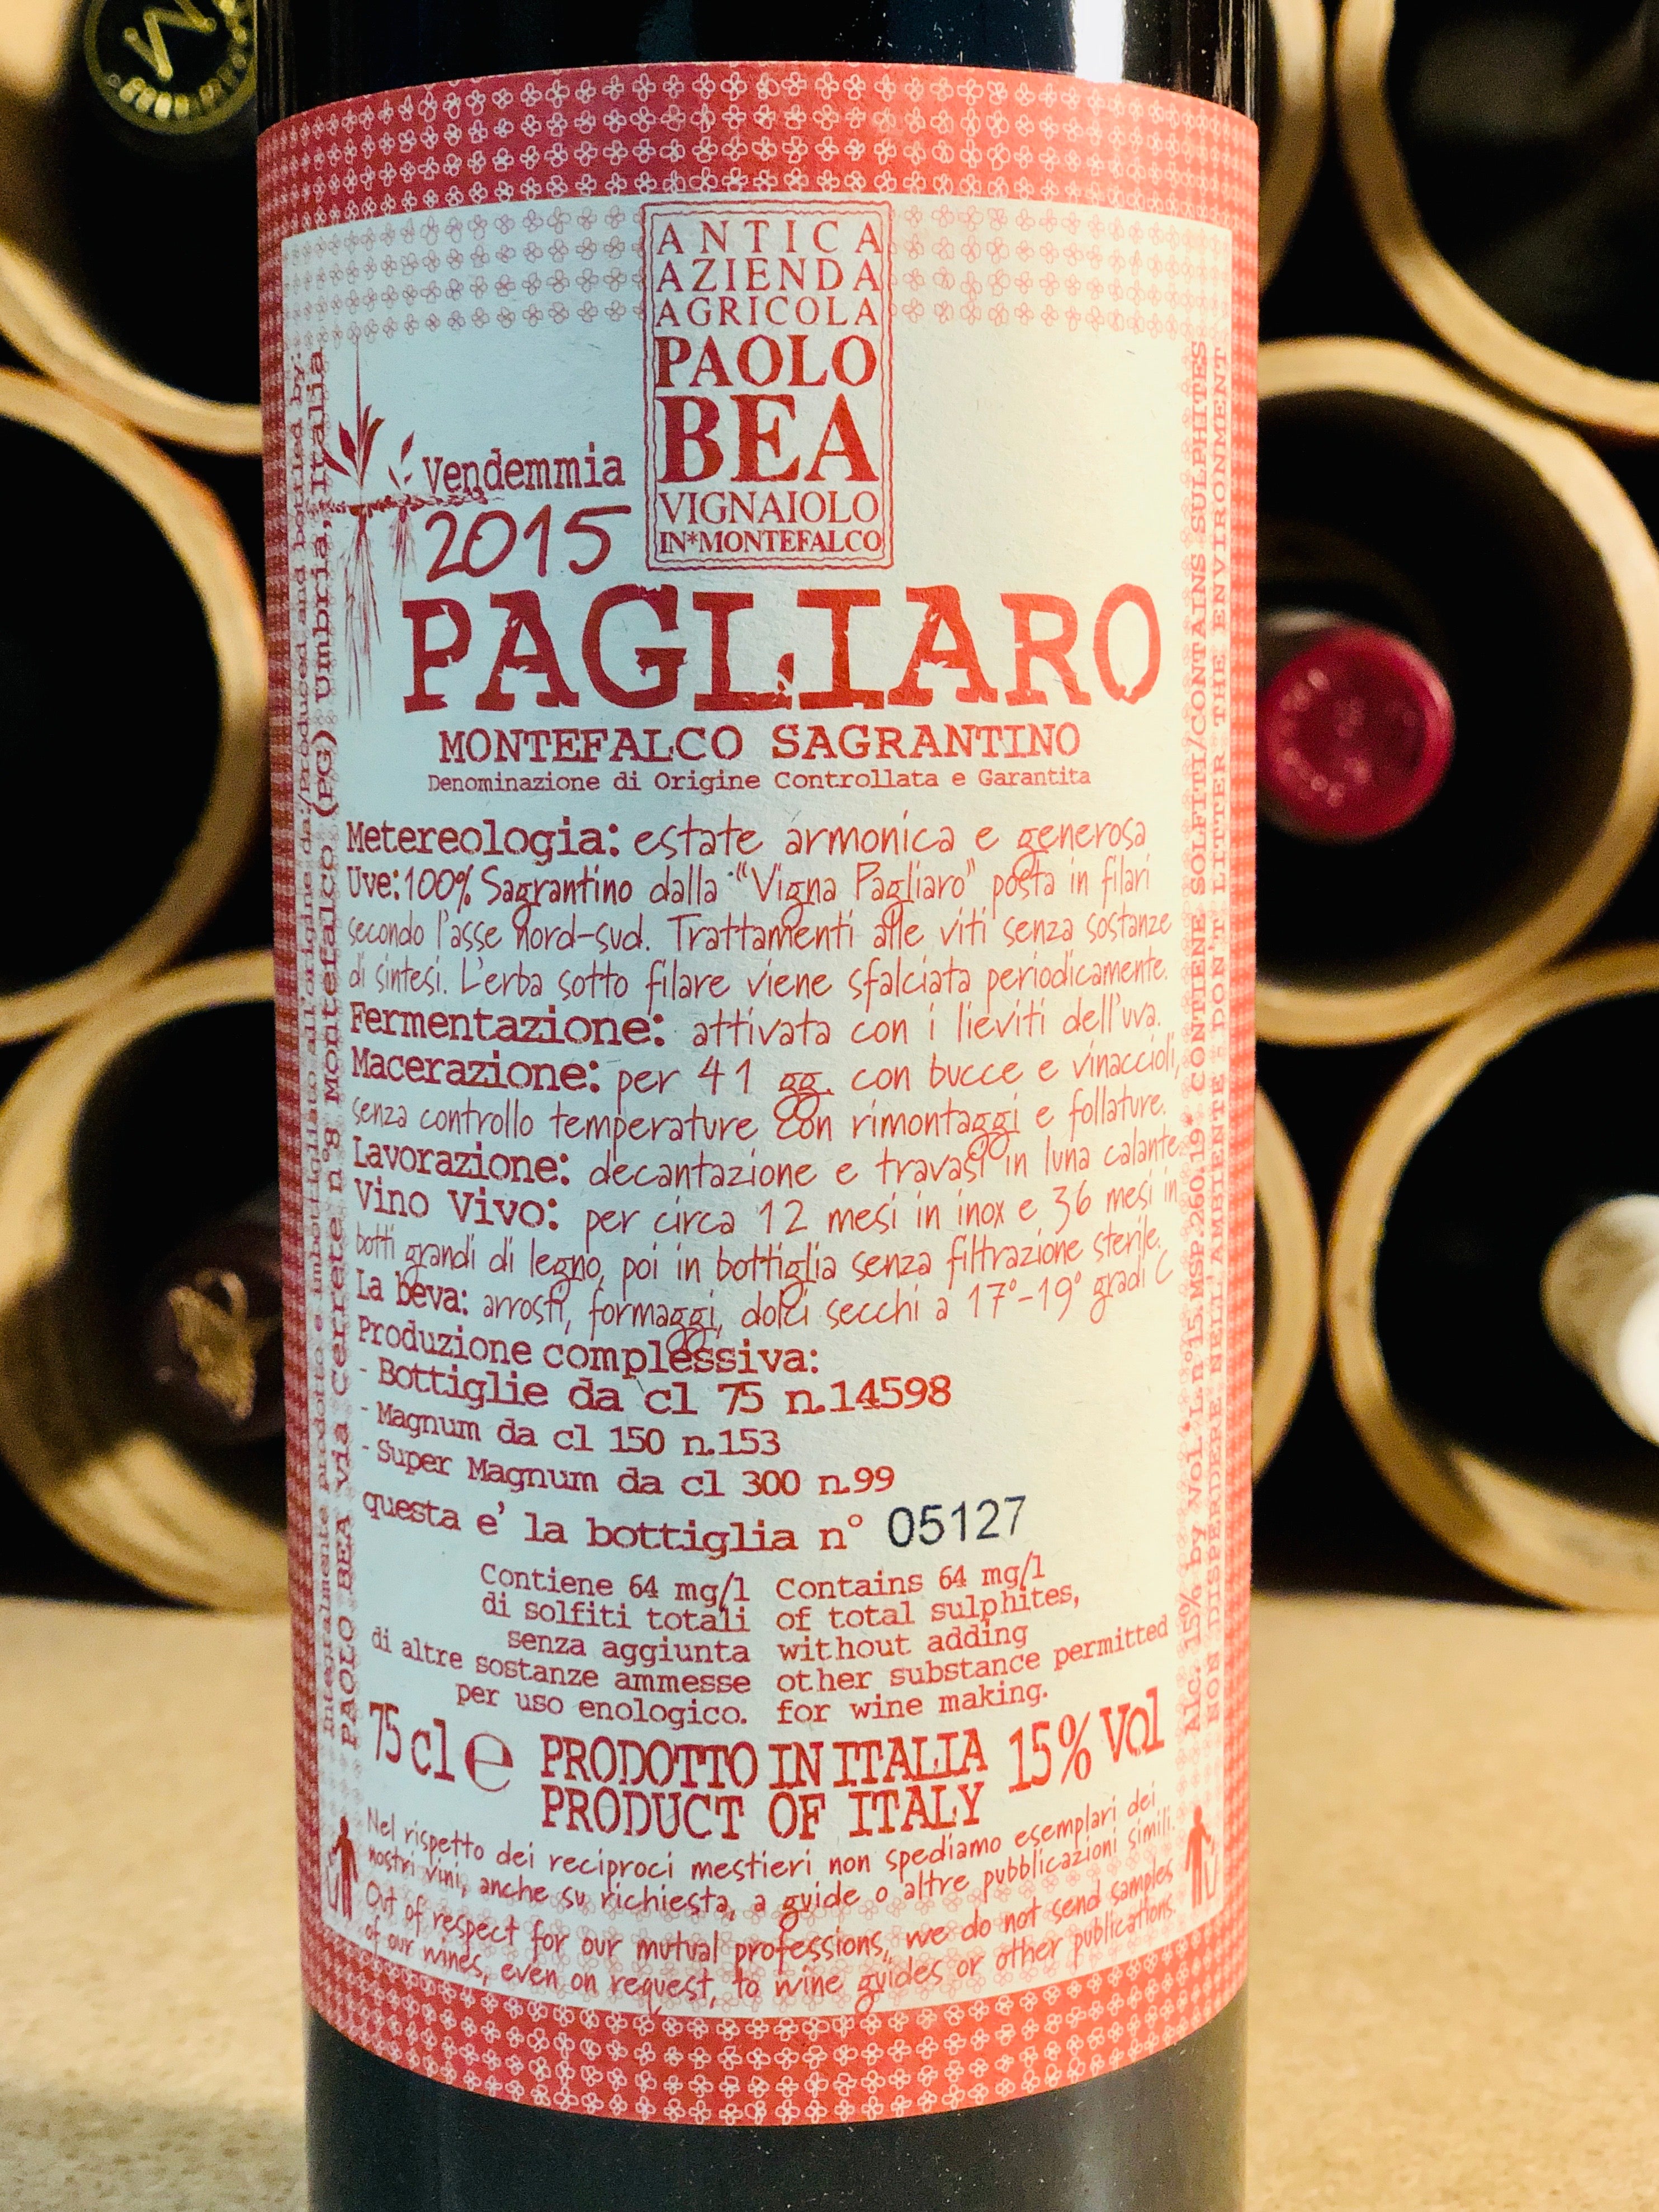 ANTICA
AZIENDA
AGRICOLA
PAOLO
BEA
VIGNAIOLO
IN*MONTEFALCO
Vendemmia
2015
PAGLIARO
MONTEFALCO SAGRANTINO
Denominazione di Origine Controllata e Garantita
Metereologia: estate armonica e generosa
Uve: 100% Sagrantino dalla "Vigna Pagliaro" posta in filari
secondo l'asse nord-sud. Trattamenti alle viti senza sostanze
di sintesi. L'erba sotto filare viene sfalciata periodicamente.
Fermentazione: attivata con i lieviti dell'uva.
Macerazione: per 41 gg. con bucce e vinaccioli,
senza controllo temperature con rimontaggi e follature.
Lavorazione: decantazione e travasi in luna calante.
Vino Vivo: per circa 12 mesi in inox e 36 mesi in
botti grandi di legno, poi in bottiglia senza filtrazione sterile.
La beva: arrosti, formaggi, dolci secchi a 17°-19° gradi C
Produzione complessiva:
- Bottiglie da cl 75 n.14598
- Magnum da cl 150 n.153
- Super Magnum da cl 300 n.99
questa e' la bottiglia n° 05127
Contiene 64 mg/l
di solfiti totali
senza aggiunta
di altre sostanze ammesse
per uso enologico.
Contains 64 mg/l
of total sulphites,
without adding
other substance permitted
for wine making.
75 cl e PRODOTTO IN ITALIA 15% Vol
PRODUCT OF ITALY
Nel rispetto dei reciproci mestieri non spediamo esemplari dei
nostri vini, anche su richiesta, a guide o altre pubblicazioni simili.
Out of respect for our mutual professions, we do not send samples
of our wines, even on request, to wine guides or other publications.
Integralmente prodotto e imbottigliato all'origine da:/Produced and bottled by:
PAOLO BEA via Cerrete n°8 Montefalco (PG) Umbria, Italia
Alc. 15% by Vol * L.n°15.MSP.260.19 * CONTIENE SOLFITI/CONTAINS SULPHITES
NON DISPERDERE NELL'AMBIENTE - DON'T LITTER THE ENVIRONMENT